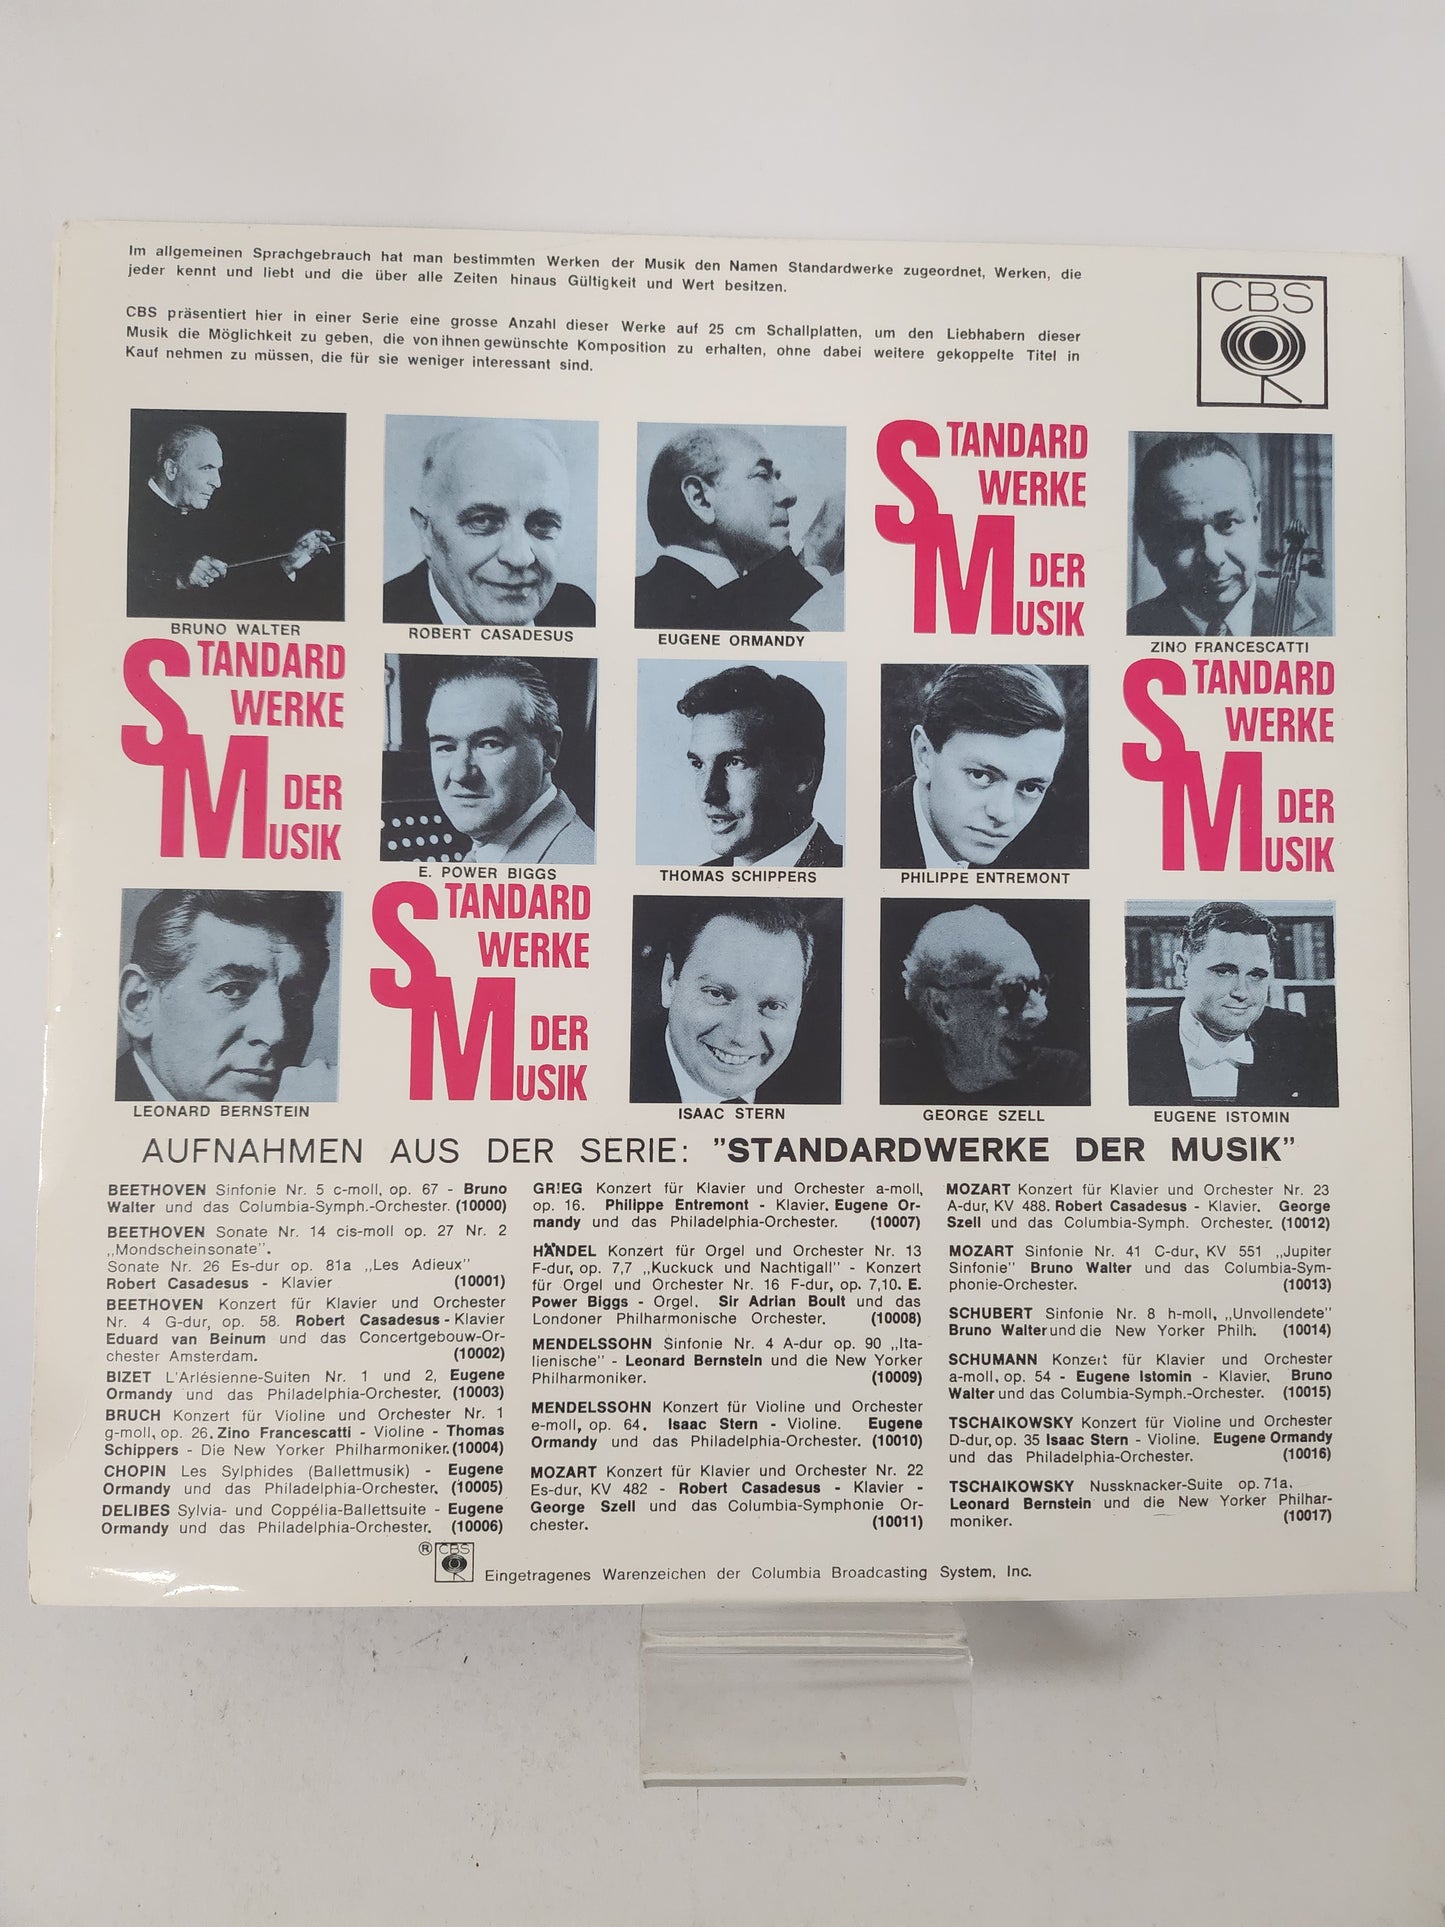 Im allgemeinen Sprachgebrauch hat man bestimmten Werken der Musik den Namen Standardwerke zugeordnet, Werken, die
jeder kennt und liebt und die über alle Zeiten hinaus Gültigkeit und Wert besitzen.
CBS präsentiert hier in einer Serie eine grosse Anzahl dieser Werke auf 25 cm Schallplatten, um den Liebhabern dieser
Musik die Möglichkeit zu geben, die von ihnen gewünschte Komposition zu erhalten, ohne dabei weitere gekoppelte Titel in
Kauf nehmen zu müssen, die für sie weniger interessant sind.
CBS
STANDARD
WERKE
DER
MUSIK
BRUNO WALTER
ROBERT CASADESUS
EUGENE ORMANDY
ZINO FRANCESCATTI
STANDARD
WERKE
DER
MUSIK
STANDARD
WERKE
DER
MUSIK
E. POWER BIGGS
THOMAS SCHIPPERS
PHILIPPE ENTREMONT
STANDARD
WERKE
DER
MUSIK
LEONARD BERNSTEIN
ISAAC STERN
GEORGE SZELL
EUGENE ISTOMIN
AUFNAHMEN AUS DER SERIE: "STANDARDWERKE DER MUSIK"
BEETHOVEN Sinfonie Nr. 5 c-moll, op. 67 - Bruno
Walter und das Columbia-Symph.-Orchester. (10000)
BEETHOVEN Sonate Nr. 14 cis-moll op. 27 Nr. 2
„Mondscheinsonate".
Sonate Nr. 26 Es-dur op. 81a „Les Adieux"
Robert Casadesus - Klavier (10001)
BEETHOVEN Konzert für Klavier und Orchester
Nr. 4 G-dur, op. 58. Robert Casadesus - Klavier
Eduard van Beinum und das Concertgebouw-Or-
chester Amsterdam. (10002)
BIZET L'Arlésienne-Suiten Nr. 1 und 2, Eugene
Ormandy und das Philadelphia-Orchester. (10003)
BRUCH Konzert für Violine und Orchester Nr. 1
g-moll, op. 26. Zino Francescatti - Violine - Thomas
Schippers - Die New Yorker Philharmoniker. (10004)
CHOPIN Les Sylphides (Ballettmusik) - Eugene
Ormandy und das Philadelphia-Orchester. (10005)
DELIBES Sylvia- und Coppélia-Ballettsuite - Eugene
Ormandy und das Philadelphia-Orchester. (10006)
GRIEG Konzert für Klavier und Orchester a-moll,
op. 16. Philippe Entremont - Klavier. Eugene Or-
mandy und das Philadelphia-Orchester. (10007)
HÄNDEL Konzert für Orgel und Orchester Nr. 13
F-dur, op. 7,7 „Kuckuck und Nachtigall" - Konzert
für Orgel und Orchester Nr. 16 F-dur, op. 7,10. E.
Power Biggs - Orgel. Sir Adrian Boult und das
Londoner Philharmonische Orchester. (10008)
MENDELSSOHN Sinfonie Nr. 4 A-dur op. 90 „Ita-
lienische" - Leonard Bernstein und die New Yorker
Philharmoniker. (10009)
MENDELSSOHN Konzert für Violine und Orchester
e-moll, op. 64. Isaac Stern - Violine. Eugene
Ormandy und das Philadelphia-Orchester. (10010)
MOZART Konzert für Klavier und Orchester Nr. 22
Es-dur, KV 482 - Robert Casadesus - Klavier -
George Szell und das Columbia-Symphonie Or-
chester. (10011)
MOZART Konzert für Klavier und Orchester Nr. 23
A-dur, KV 488. Robert Casadesus - Klavier. George
Szell und das Columbia-Symph. Orchester. (10012)
MOZART Sinfonie Nr. 41 C-dur, KV 551 „Jupiter
Sinfonie" Bruno Walter und das Columbia-Sym-
phonie-Orchester. (10013)
SCHUBERT Sinfonie Nr. 8 h-moll, „Unvollendete"
Bruno Walter und die New Yorker Philh. (10014)
SCHUMANN Konzert für Klavier und Orchester
a-moll, op. 54 - Eugene Istomin - Klavier. Bruno
Walter und das Columbia-Symph.-Orchester. (10015)
TSCHAIKOWSKY Konzert für Violine und Orchester
D-dur, op. 35 Isaac Stern - Violine. Eugene Ormandy
und das Philadelphia-Orchester. (10016)
TSCHAIKOWSKY Nussknacker-Suite op. 71a.
Leonard Bernstein und die New Yorker Philhar-
moniker. (10017)
® CBS Eingetragenes Warenzeichen der Columbia Broadcasting System, Inc.